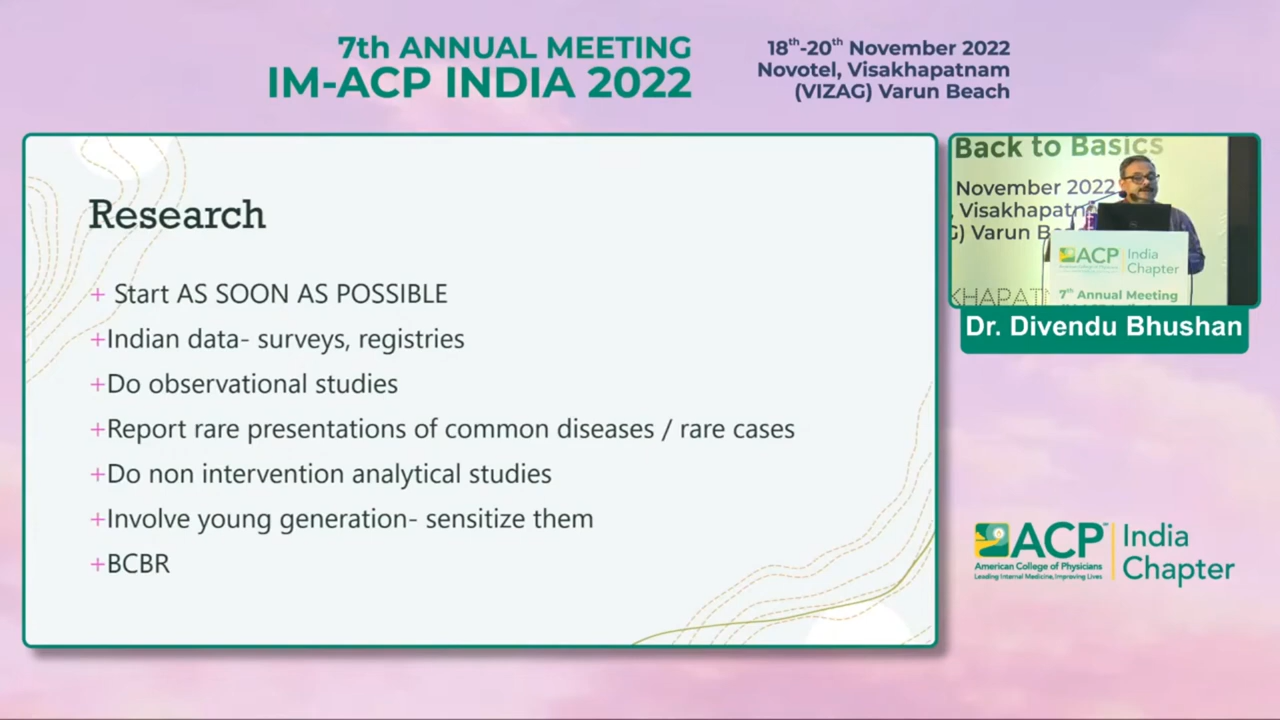 7th ANNUAL MEETING
IM-ACP INDIA 2022
18th-20th November 2022
Novotel, Visakhapatnam
(VIZAG) Varun Beach
Research
+ Start AS SOON AS POSSIBLE
+Indian data- surveys, registries
+Do observational studies
+Report rare presentations of common diseases / rare cases
+Do non intervention analytical studies
+Involve young generation- sensitize them
+BCBR
Back to Basics
November 2022
, Visakhapatn
G) Varun B
KHAPATN
ACP
India
Chapter
7th Annual Meeting
Dr. Divendu Bhushan
ACP
American College of Physicians
Leading Internal Medicine, Improving Lives
India
Chapter